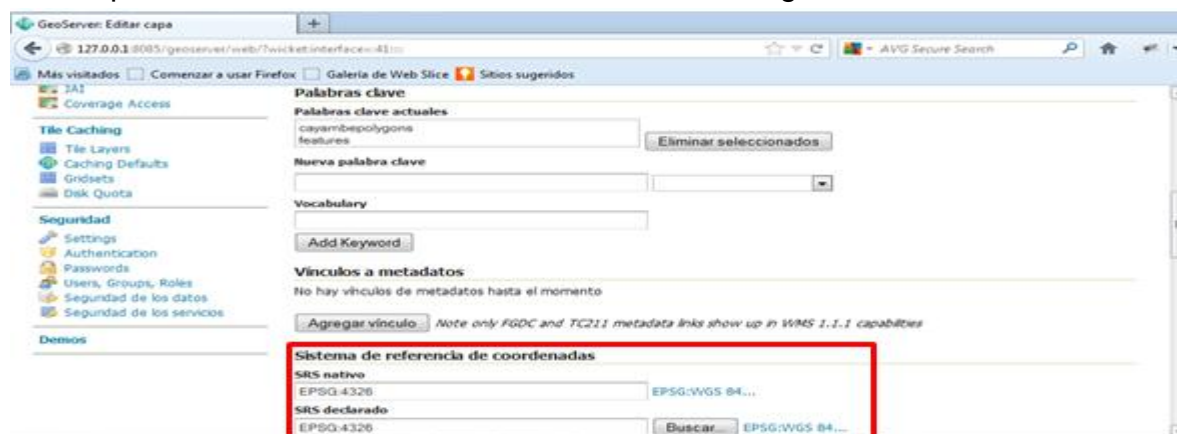 GeoServer: Editar capa
127.0.0.1:8085/geoserver/web/?wicket:interface=:41:::
AVG Secure Search
Más visitados Comenzar a usar Firefox Galería de Web Slice Sitios sugeridos
JAI
Coverage Access
Tile Caching
Tile Layers
Caching Defaults
Gridsets
Disk Quota
Seguridad
Settings
Authentication
Passwords
Users, Groups, Roles
Seguridad de los datos
Seguridad de los servicios
Demos
Palabras clave
Palabras clave actuales
cayambepolygons
features
Eliminar seleccionados
Nueva palabra clave
Vocabulary
Add Keyword
Vínculos a metadatos
No hay vínculos de metadatos hasta el momento
Agregar vínculo Note only FGDC and TC211 metadata links show up in WMS 1.1.1 capabilities
Sistema de referencia de coordenadas
SRS nativo
EPSG:4326 EPSG:WGS 84...
SRS declarado
EPSG:4326 Buscar... EPSG:WGS 84...